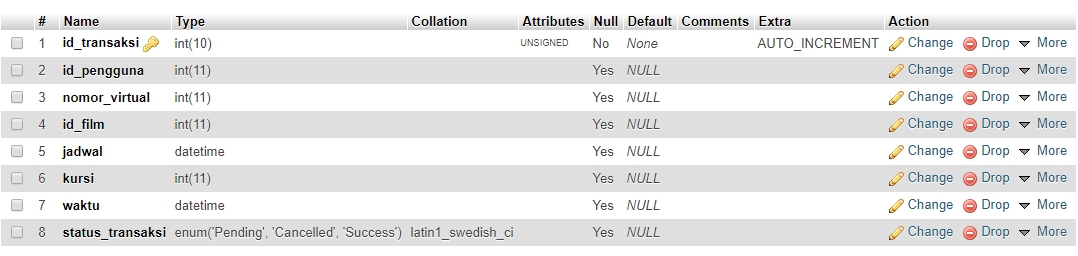 # Name Type Collation Attributes Null Default Comments Extra Action
1 id_transaksi int(10) UNSIGNED No None AUTO_INCREMENT Change Drop More
2 id_pengguna int(11) Yes NULL Change Drop More
3 nomor_virtual int(11) Yes NULL Change Drop More
4 id_film int(11) Yes NULL Change Drop More
5 jadwal datetime Yes NULL Change Drop More
6 kursi int(11) Yes NULL Change Drop More
7 waktu datetime Yes NULL Change Drop More
8 status_transaksi enum('Pending', 'Cancelled', 'Success') latin1_swedish_ci Yes NULL Change Drop More